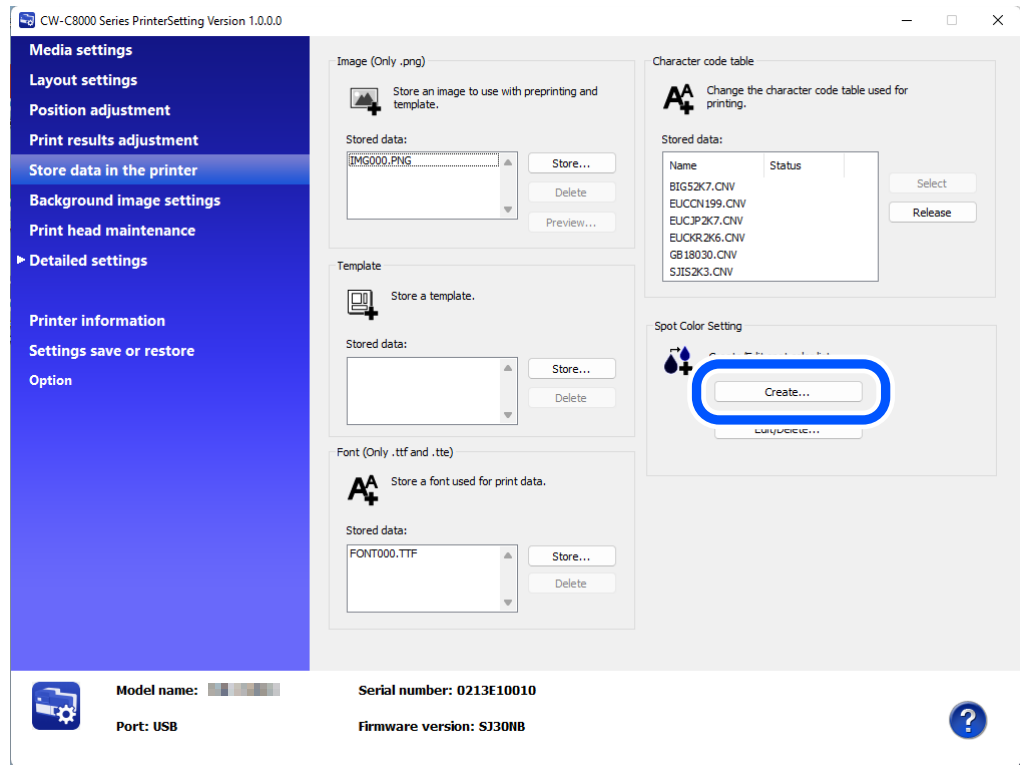 CW-C8000 Series PrinterSetting Version 1.0.0.0
Media settings
Layout settings
Position adjustment
Print results adjustment
Store data in the printer
Background image settings
Print head maintenance
Detailed settings
Printer information
Settings save or restore
Option
Image (Only .png)
Store an image to use with preprinting and
template.
Stored data:
IMG000.PNG
Store...
Delete
Preview...
Template
Store a template.
Stored data:
Store...
Delete
Font (Only .ttf and .tte)
Store a font used for print data.
Stored data:
FONT000.TTF
Store...
Delete
Character code table
Change the character code table used for
printing.
Stored data:
Name Status
BIG52K7.CNV
EUCCN199.CNV
EUCJP2K7.CNV
EUCKR2K6.CNV
GB18030.CNV
SJIS2K3.CNV
Select
Release
Spot Color Setting
Create...
Edit/Delete...
Model name:
Serial number: 0213E10010
Port: USB
Firmware version: SJ30NB
?